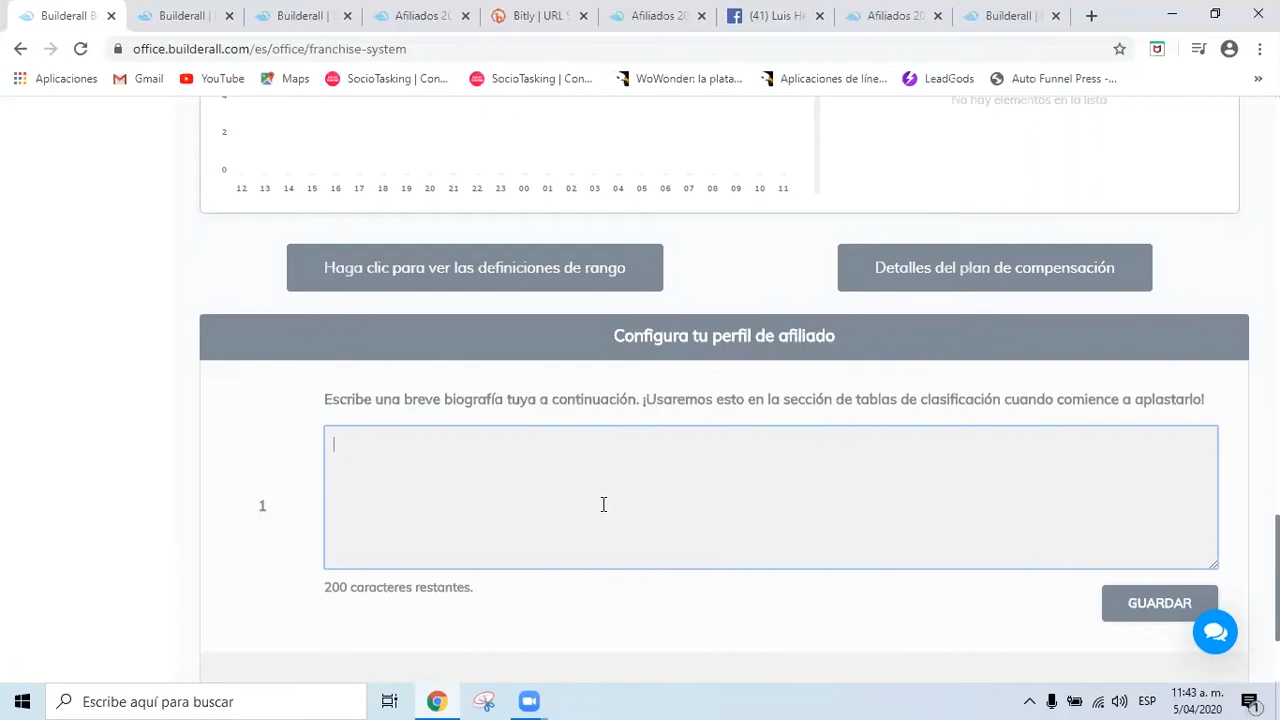 Builderall B
Builderall |
Builderall |
Afiliados 20
Bitly | URL S
Afiliados 20
(41) Luis He
Afiliados 20
Builderall |
office.builderall.com/es/office/franchise-system
Aplicaciones
Gmail
YouTube
Maps
SocioTasking | Con...
SocioTasking | Con...
WoWonder: la plata...
Aplicaciones de líne...
LeadGods
Auto Funnel Press -...
»
No hay elementos en la lista
2
0
12 13 14 15 16 17 18 19 20 21 22 23 00 01 02 03 04 05 06 07 08 09 10 11
Haga clic para ver las definiciones de rango
Detalles del plan de compensación
Configura tu perfil de afiliado
Escribe una breve biografía tuya a continuación. ¡Usaremos esto en la sección de tablas de clasificación cuando comience a aplastarlo!
1
200 caracteres restantes.
GUARDAR
Escribe aquí para buscar
ESP
11:43 a. m.
5/04/2020